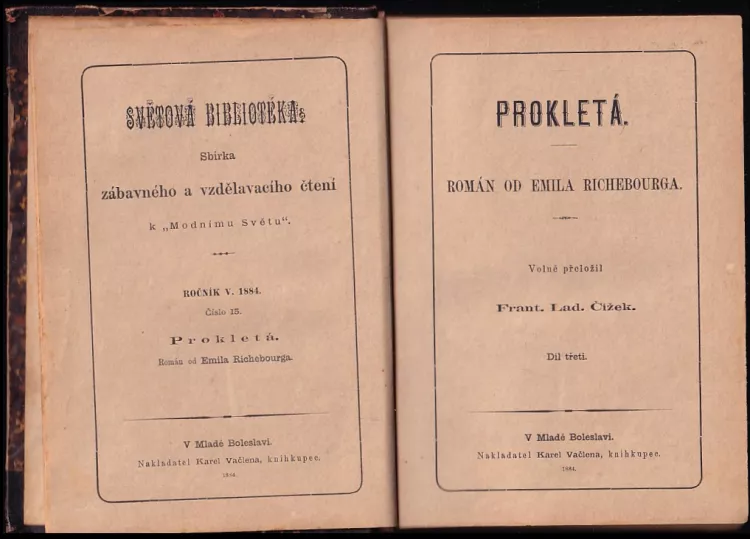 SVĚTOVÁ BIBLIOTÉKA:
Sbírka
zábavného a vzdělavacího čtení
k „Modnímu Světu“.
ROČNÍK V. 1884.
Číslo 15.
Prokletá.
Román od Emila Richebourga.
V Mladé Boleslavi.
Nakladatel Karel Vačlena, knihkupec.
1884.
PROKLETÁ.
ROMÁN OD EMILA RICHEBOURGA.
Volně přeložil
Frant. Lad. Čížek.
Díl třetí.
V Mladé Boleslavi.
Nakladatel Karel Vačlena, knihkupec.
1884.